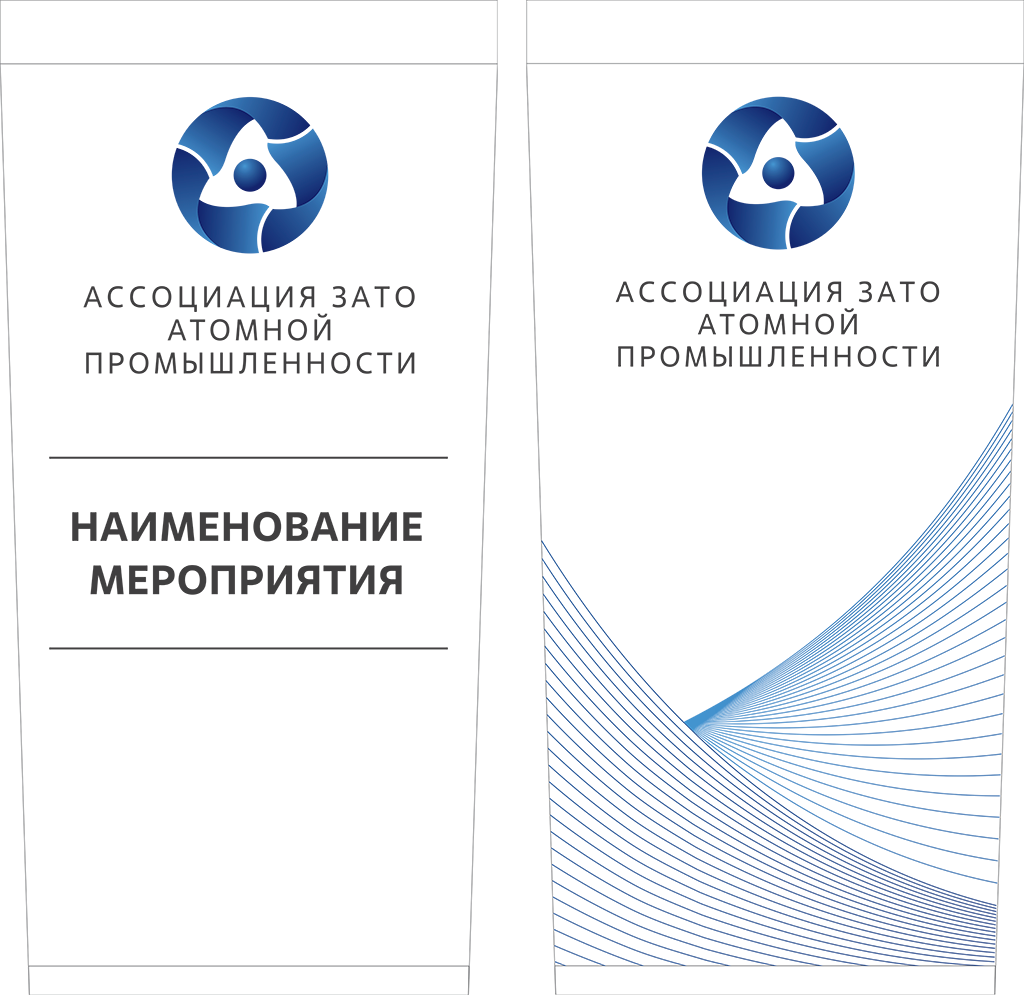 АССОЦИАЦИЯ ЗАТО
АТОМНОЙ
ПРОМЫШЛЕННОСТИ
НАИМЕНОВАНИЕ
МЕРОПРИЯТИЯ
АССОЦИАЦИЯ ЗАТО
АТОМНОЙ
ПРОМЫШЛЕННОСТИ